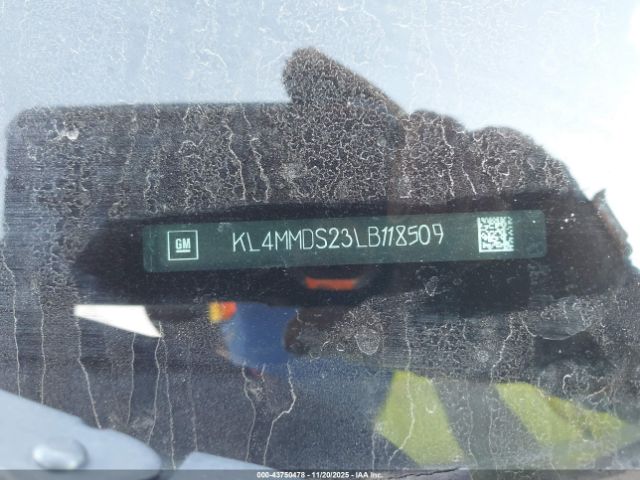 GM KL4MMDS23LB118509
000-43750478 — 11/20/2025 — IAA Inc.